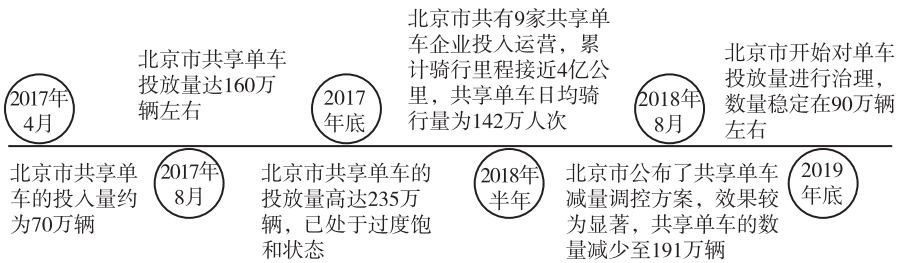 2017年
4月
北京市共享单
车的投入量约
为70万辆
北京市共享单车
投放量达160万
辆左右
2017年
8月
2017
年底
北京市共享单车的
投放量高达235万
辆，已处于过度饱
和状态
北京市共有9家共享单
车企业投入运营，累
计骑行里程接近4亿公
里，共享单车日均骑
行量为142万人次
2018年
半年
2018年
8月
北京市公布了共享单车
减量调控方案，效果较
为显著，共享单车的数
量减少至191万辆
北京市开始对单车
投放量进行治理，
数量稳定在90万辆
左右
2019
年底